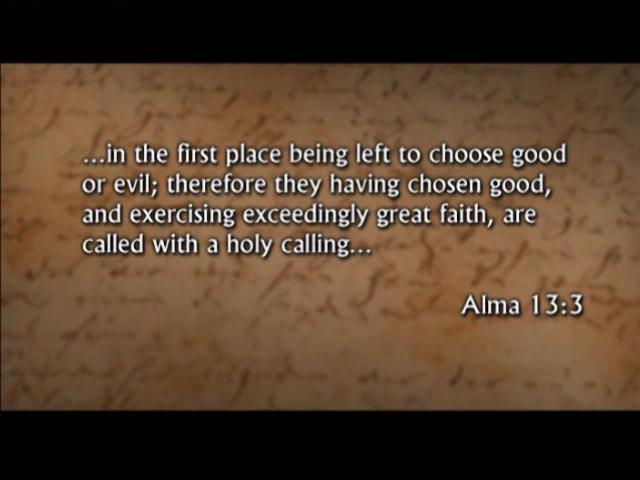 ...in the first place being left to choose good
or evil; therefore they having chosen good,
and exercising exceedingly great faith, are
called with a holy calling...
Alma 13:3